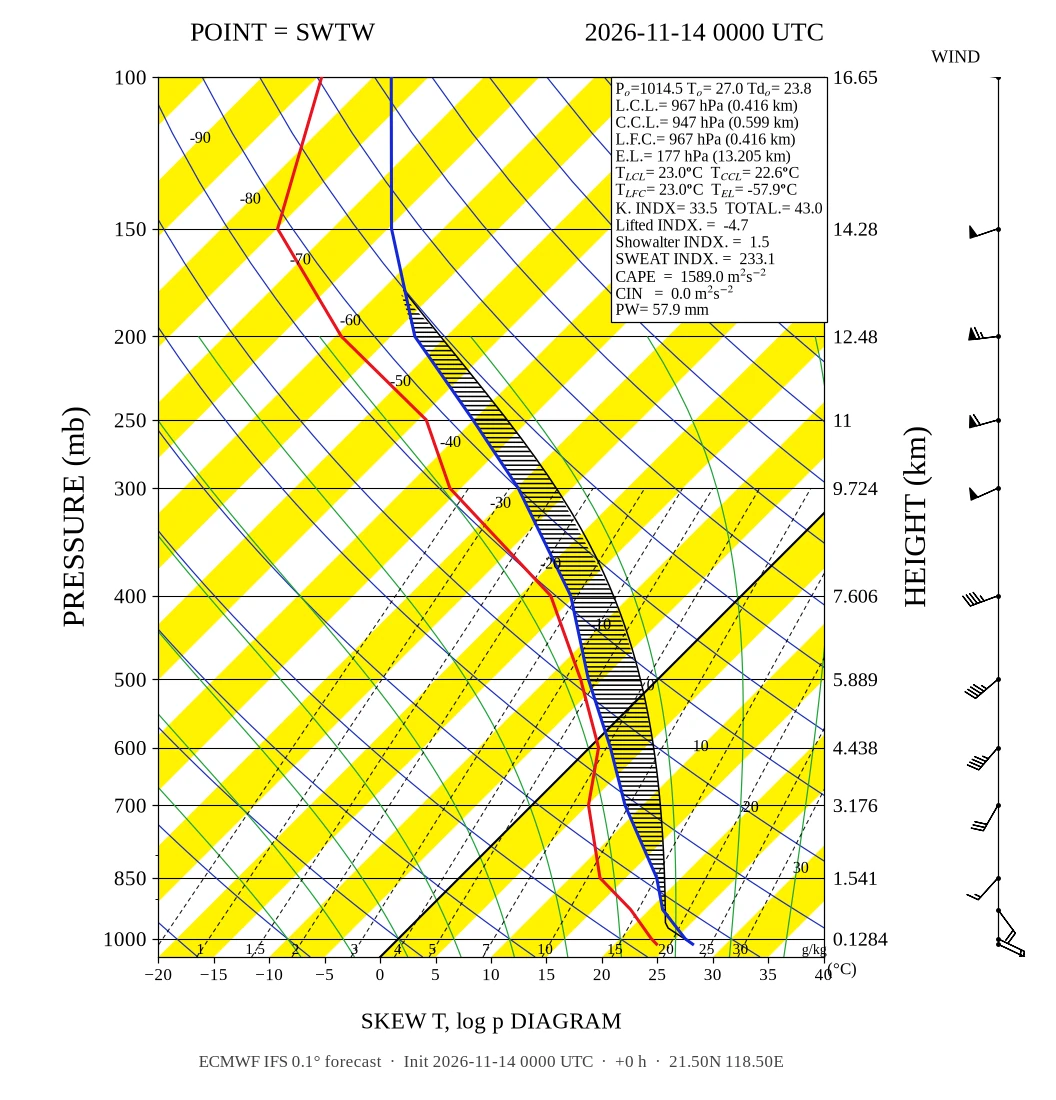 POINT = SWTW 2026-11-14 0000 UTC
WIND
100 16.65
Pₒ=1014.5 Tₒ= 27.0 Tdₒ= 23.8
L.C.L.= 967 hPa (0.416 km)
C.C.L.= 947 hPa (0.599 km)
L.F.C.= 967 hPa (0.416 km)
E.L.= 177 hPa (13.205 km)
T_LCL= 23.0°C T_CCL= 22.6°C
T_LFC= 23.0°C T_EL= -57.9°C
K. INDX= 33.5 TOTAL.= 43.0
Lifted INDX. = -4.7
Showalter INDX. = 1.5
SWEAT INDX. = 233.1
CAPE = 1589.0 m²s⁻²
CIN = 0.0 m²s⁻²
PW= 57.9 mm
-90
-80
150 14.28
-70
-60
200 12.48
-50
250 11
-40
300 9.724
-30
-20
400 7.606
-10
500 5.889
0
10
600 4.438
20
700 3.176
30
850 1.541
1000 0.1284
1 1.5 2 3 4 5 7 10 15 20 25 30 g/kg
−20 −15 −10 −5 0 5 10 15 20 25 30 35 40 (°C)
PRESSURE (mb)
HEIGHT (km)
SKEW T, log p DIAGRAM
ECMWF IFS 0.1° forecast · Init 2026-11-14 0000 UTC · +0 h · 21.50N 118.50E